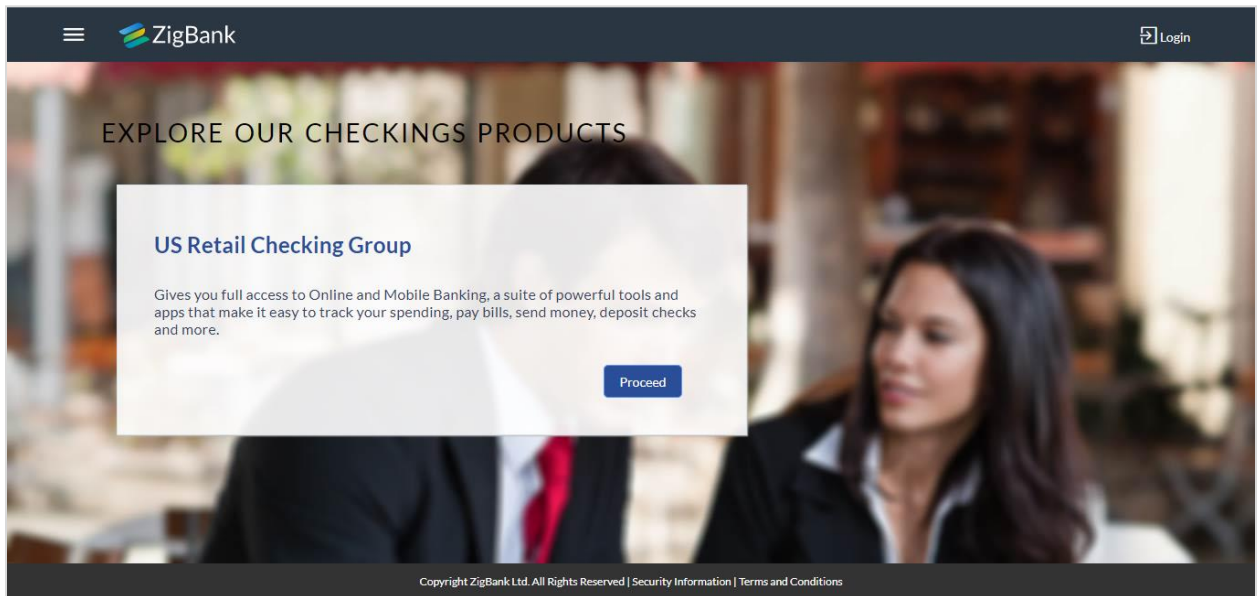 ZigBank
Login
EXPLORE OUR CHECKINGS PRODUCTS
US Retail Checking Group
Gives you full access to Online and Mobile Banking, a suite of powerful tools and
apps that make it easy to track your spending, pay bills, send money, deposit checks
and more.
Proceed
Copyright ZigBank Ltd. All Rights Reserved | Security Information | Terms and Conditions